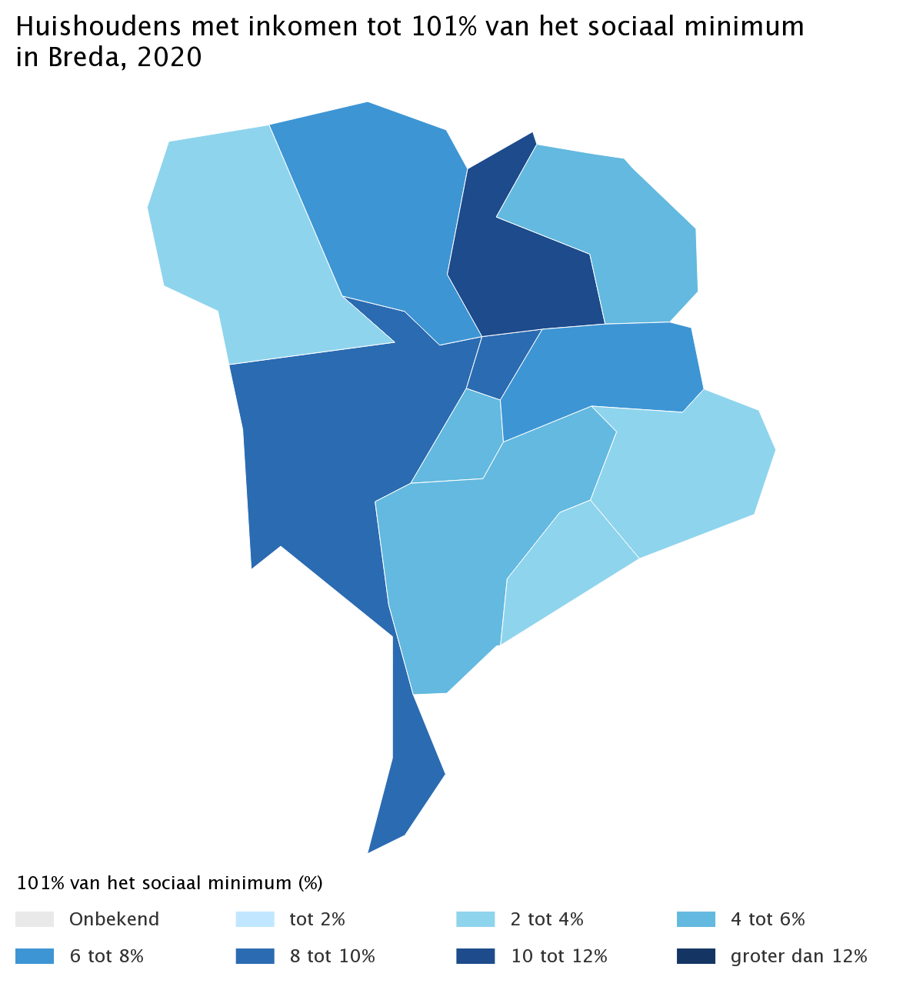 Huishoudens met inkomen tot 101% van het sociaal minimum
in Breda, 2020
101% van het sociaal minimum (%)
Onbekend
tot 2%
2 tot 4%
4 tot 6%
6 tot 8%
8 tot 10%
10 tot 12%
groter dan 12%